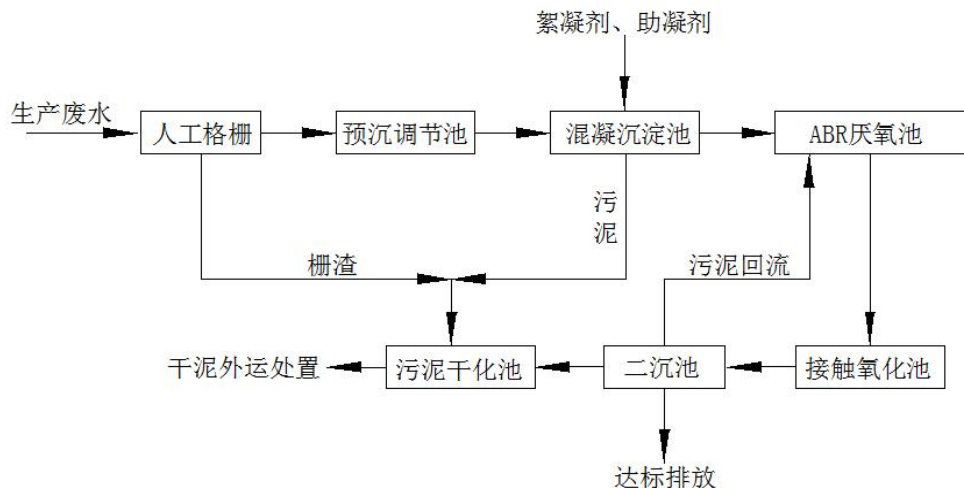 絮凝剂、助凝剂
生产废水
人工格栅
预沉调节池
混凝沉淀池
ABR厌氧池
污泥
栅渣
污泥回流
干泥外运处置
污泥干化池
二沉池
接触氧化池
达标排放